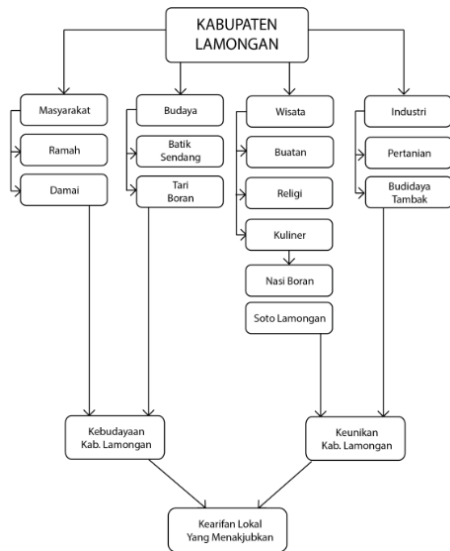 KABUPATEN
LAMONGAN
Masyarakat
Budaya
Wisata
Industri
Ramah
Batik
Sendang
Buatan
Pertanian
Damai
Tari
Boran
Religi
Budidaya
Tambak
Kuliner
Nasi Boran
Soto Lamongan
Kebudayaan
Kab. Lamongan
Keunikan
Kab. Lamongan
Kearifan Lokal
Yang Menakjubkan